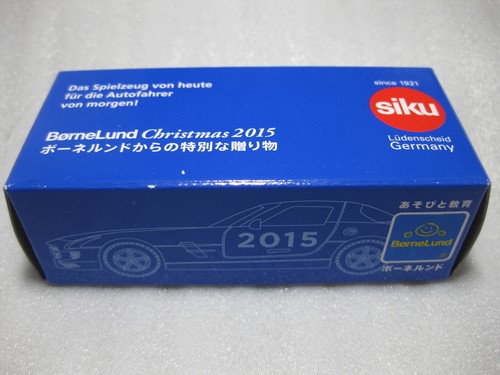 Das Spielzeug von heute
für die Autofahrer
von morgen!
BørneLund Christmas 2015
ボーネルンドからの特別な贈り物
since 1921
siku
Lüdenscheid
Germany
2015
あそびと教育
BørneLund
ボーネルンド